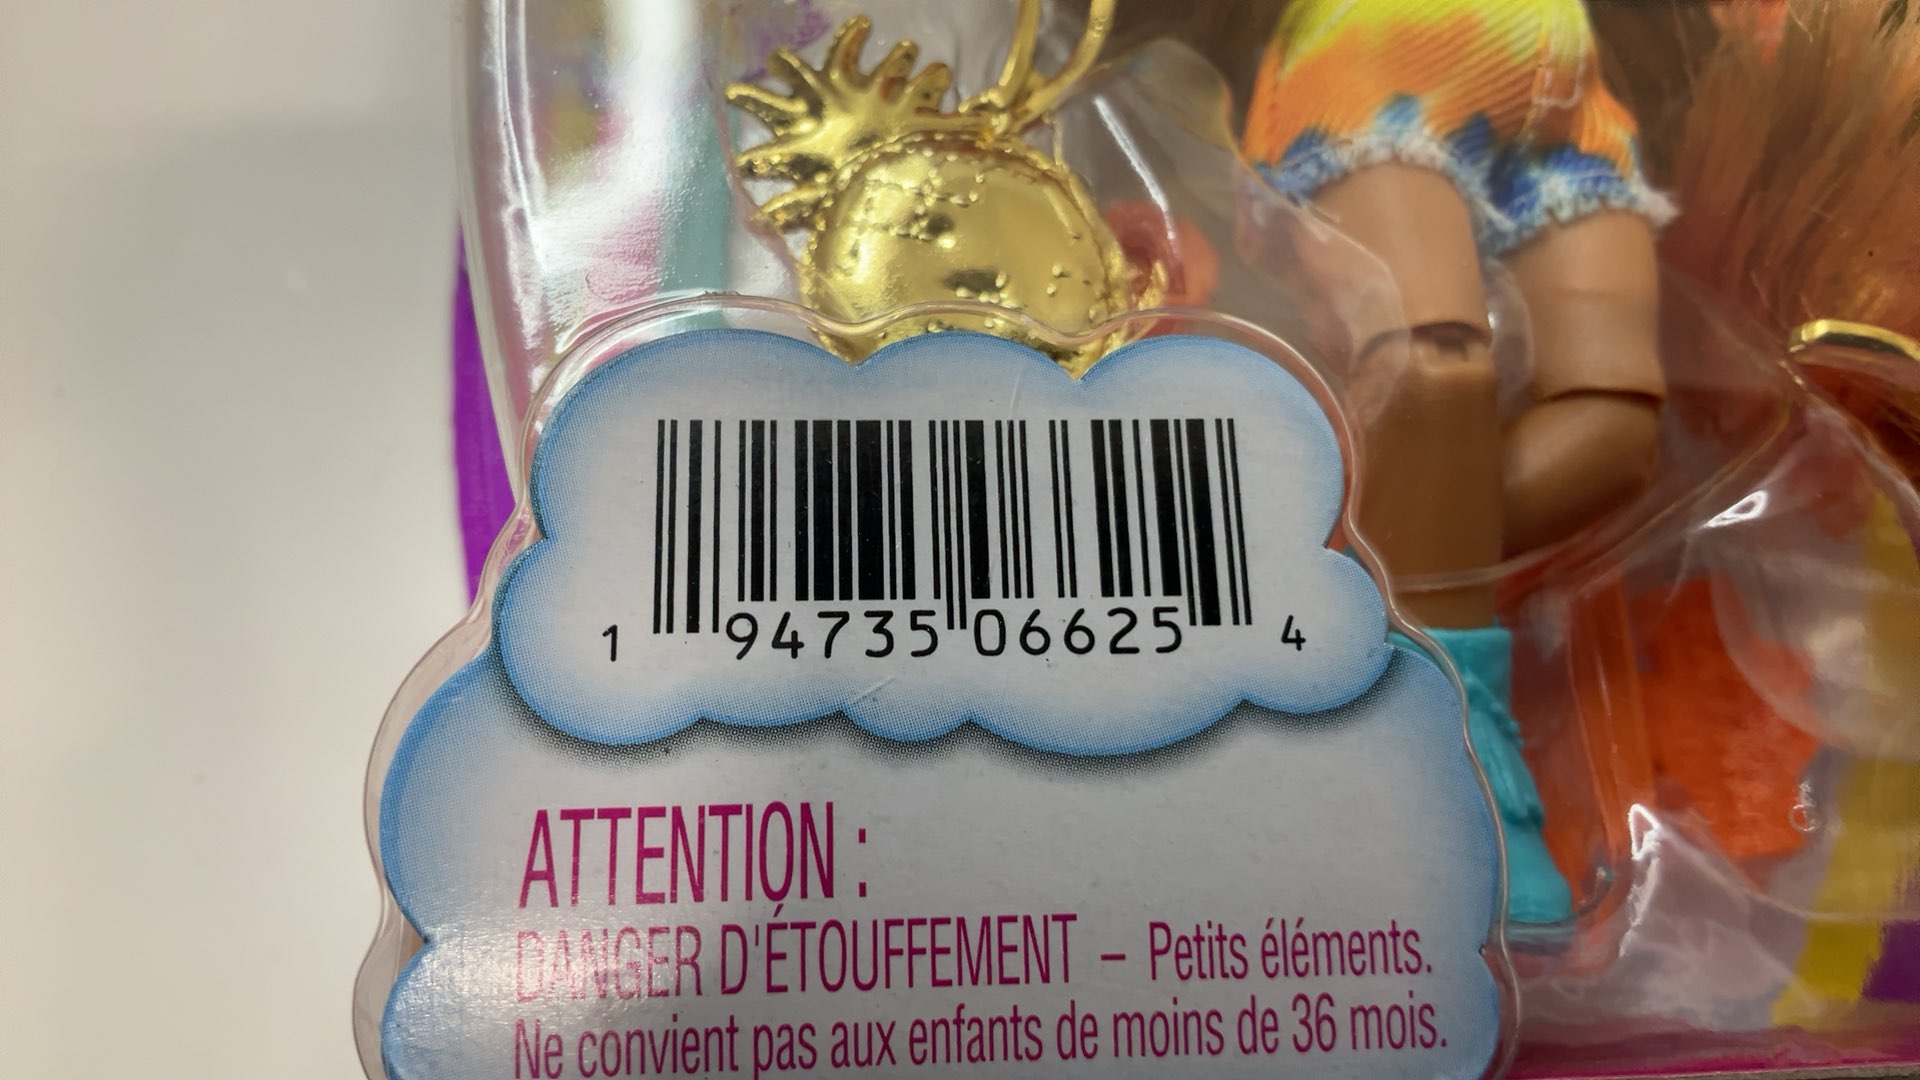 1 94735 06625 4
ATTENTION :
DANGER D'ÉTOUFFEMENT – Petits éléments.
Ne convient pas aux enfants de moins de 36 mois.